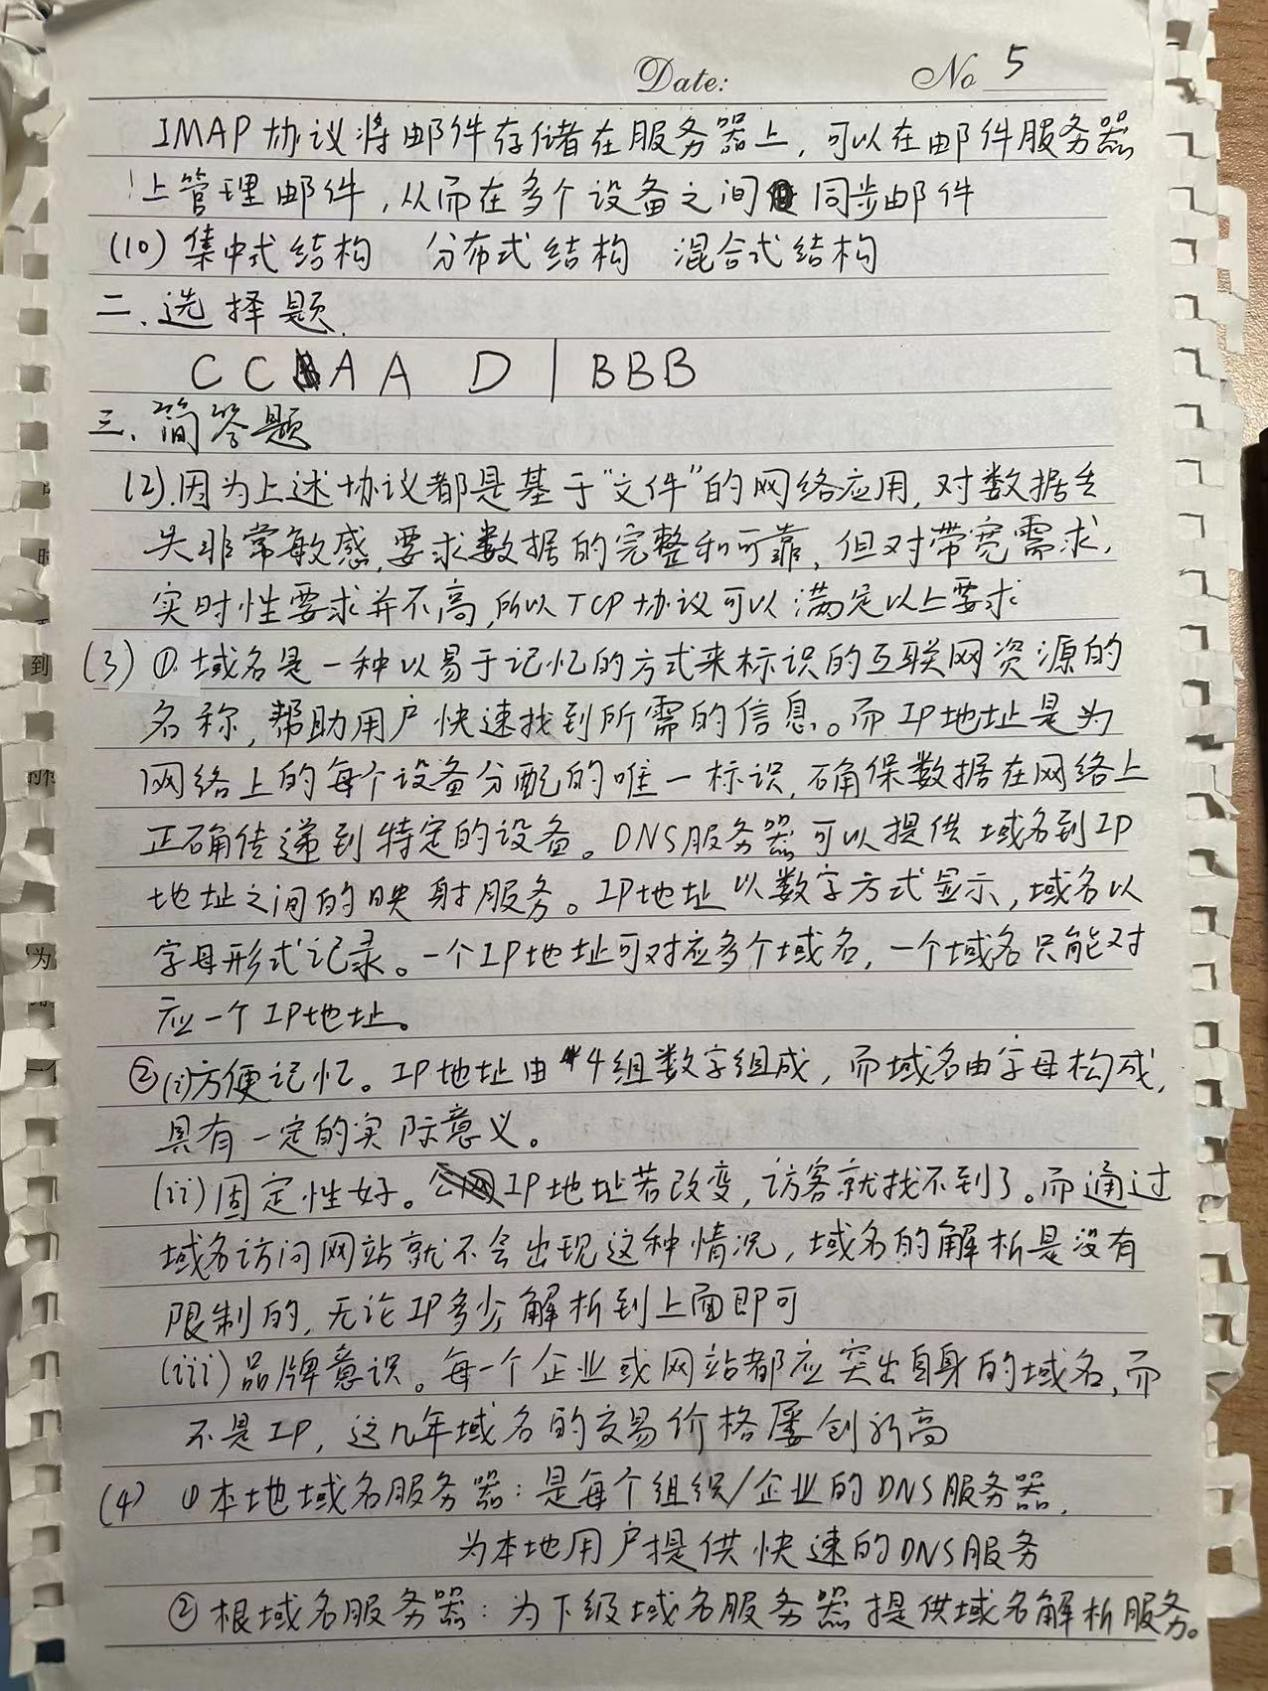 Date: No 5
IMAP协议将邮件存储在服务器上，可以在邮件服务器
上管理邮件，从而在多个设备之间同步邮件
(10) 集中式结构 分布式结构 混合式结构
二、选择题
C C A A D | B B B
三、简答题
(2).因为上述协议都是基于“文件”的网络应用，对数据丢
失非常敏感，要求数据的完整和可靠，但对带宽需求，
实时性要求并不高，所以TCP协议可以满足以上要求
(3) ①.域名是一种以易于记忆的方式来标识的互联网资源的
名称，帮助用户快速找到所需的信息。而IP地址是为
网络上的每个设备分配的唯一标识，确保数据在网络上
正确传递到特定的设备。DNS服务器可以提供域名到IP
地址之间的映射服务。IP地址以数字方式显示，域名以
字母形式记录。一个IP地址可对应多个域名，一个域名只能对
应一个IP地址。
②(i)方便记忆。IP地址由4组数字组成，而域名由字母构成，
具有一定的实际意义。
(ii)固定性好。IP地址若改变，访客就找不到了。而通过
域名访问网站就不会出现这种情况，域名的解析是没有
限制的，无论IP多少解析到上面即可
(iii)品牌意识。每一个企业或网站都应突出自身的域名，而
不是IP，这几年域名的交易价格屡创新高
(4) ①本地域名服务器：是每个组织/企业的DNS服务器，
为本地用户提供快速的DNS服务
②根域名服务器：为下级域名服务器提供域名解析服务。
到
为